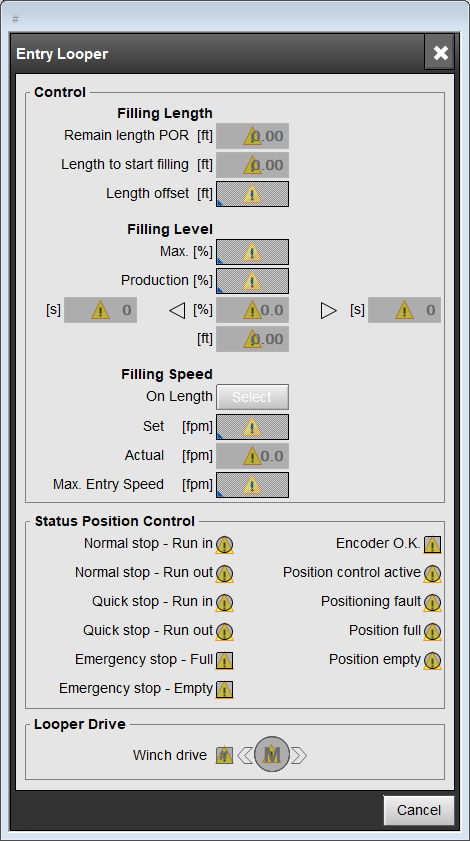 #
Entry Looper
Control
Filling Length
Remain length POR [ft] 0.00
Length to start filling [ft] 0.00
Length offset [ft]
Filling Level
Max. [%]
Production [%]
[s] 0 [%] 0.0 [s] 0
[ft] 0.00
Filling Speed
On Length Select
Set [fpm]
Actual [fpm] 0.0
Max. Entry Speed [fpm]
Status Position Control
Normal stop - Run in Encoder O.K.
Normal stop - Run out Position control active
Quick stop - Run in Positioning fault
Quick stop - Run out Position full
Emergency stop - Full Position empty
Emergency stop - Empty
Looper Drive
Winch drive # M
Cancel